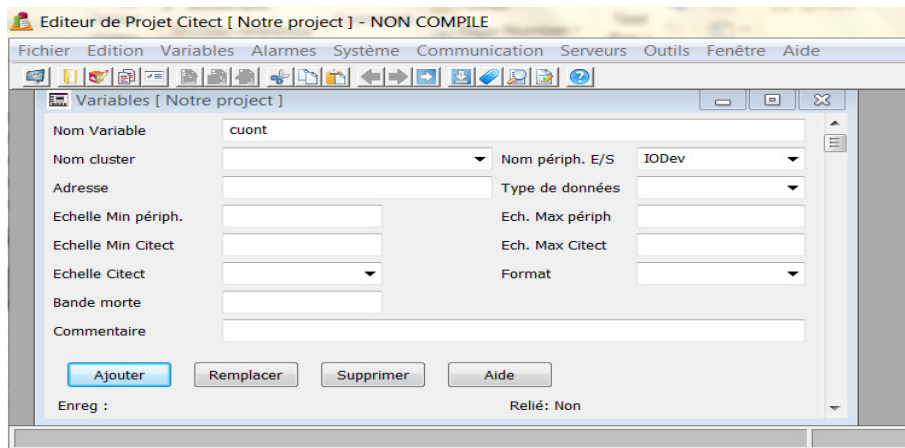 Editeur de Projet Citect [ Notre project ] - NON COMPILE
Fichier Edition Variables Alarmes Système Communication Serveurs Outils Fenêtre Aide
Variables [ Notre project ]
Nom Variable cuont
Nom cluster Nom périph. E/S IODev
Adresse Type de données
Echelle Min périph. Ech. Max périph
Echelle Min Citect Ech. Max Citect
Echelle Citect Format
Bande morte
Commentaire
Ajouter Remplacer Supprimer Aide
Enreg : Relié: Non